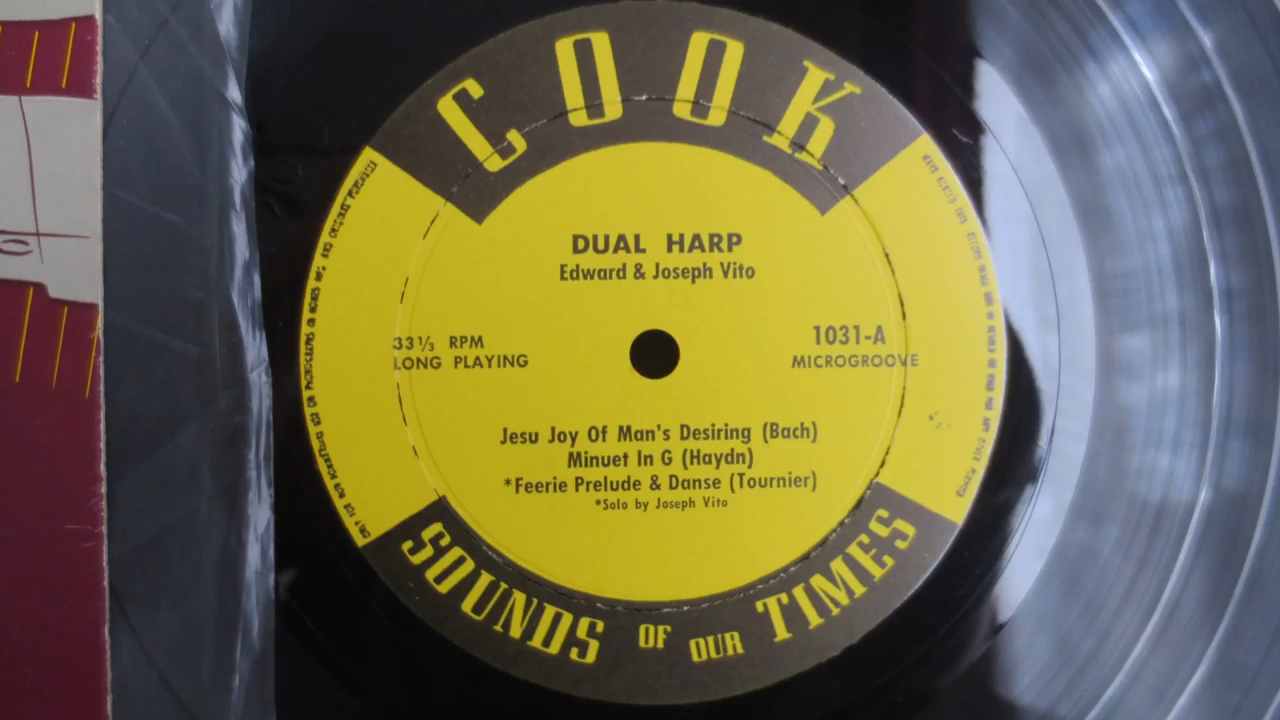 COOK
DUAL HARP
Edward & Joseph Vito
33⅓ RPM
LONG PLAYING
1031-A
MICROGROOVE
Jesu Joy Of Man's Desiring (Bach)
Minuet In G (Haydn)
*Feerie Prelude & Danse (Tournier)
*Solo by Joseph Vito
SOUNDS OF OUR TIMES